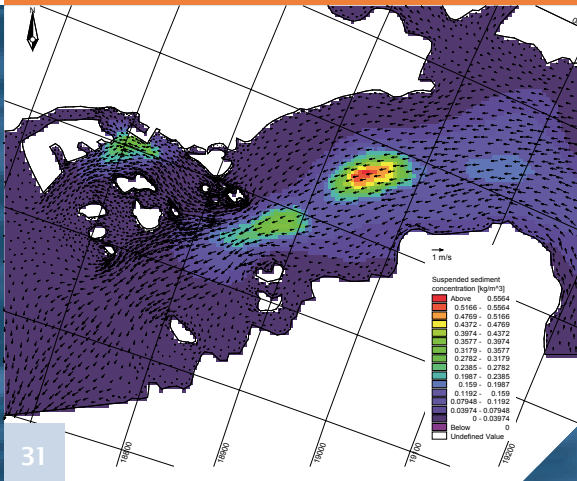 N
1 m/s
Suspended sediment
concentration [kg/m^3]
Above 0.5564
0.5166 - 0.5564
0.4769 - 0.5166
0.4372 - 0.4769
0.3974 - 0.4372
0.3577 - 0.3974
0.3179 - 0.3577
0.2782 - 0.3179
0.2385 - 0.2782
0.1987 - 0.2385
0.159 - 0.1987
0.1192 - 0.159
0.07948 - 0.1192
0.03974 - 0.07948
0 - 0.03974
Below 0
Undefined Value
18800
18900
19000
19100
19200
31